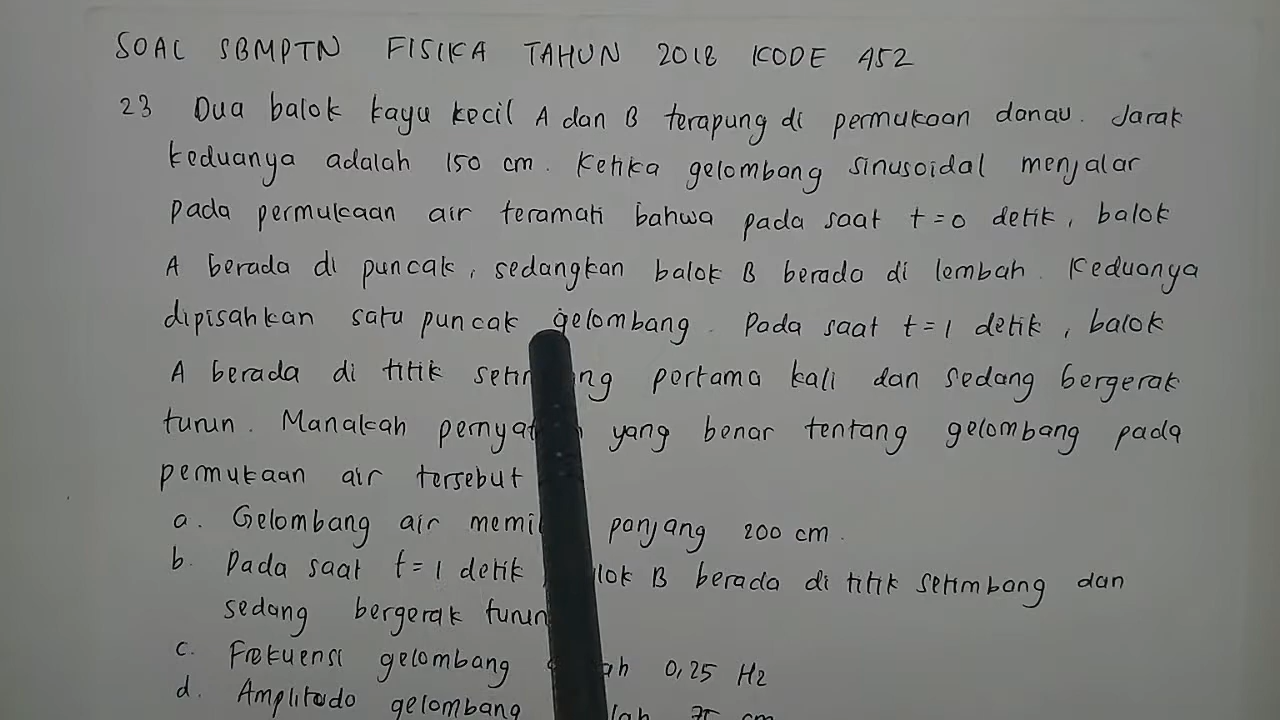 SOAL SBMPTN FISIKA TAHUN 2018 KODE 452
23 Dua balok kayu kecil A dan B terapung di permukaan danau. Jarak
keduanya adalah 150 cm. Ketika gelombang sinusoidal menjalar
pada permukaan air teramati bahwa pada saat t=0 detik, balok
A berada di puncak, sedangkan balok B berada di lembah. Keduanya
dipisahkan satu puncak gelombang. Pada saat t=1 detik, balok
A berada di titik pertama kali dan sedang bergerak
turun. Manakah yang benar tentang gelombang pada
permukaan air tersebut
a. Gelombang air panjang 200 cm.
b. Pada saat t=1 detik B berada di titik setimbang dan
sedang bergerak turun
c. Frekuensi gelombang 0,25 Hz
d. Amplitudo gelombang 75 cm